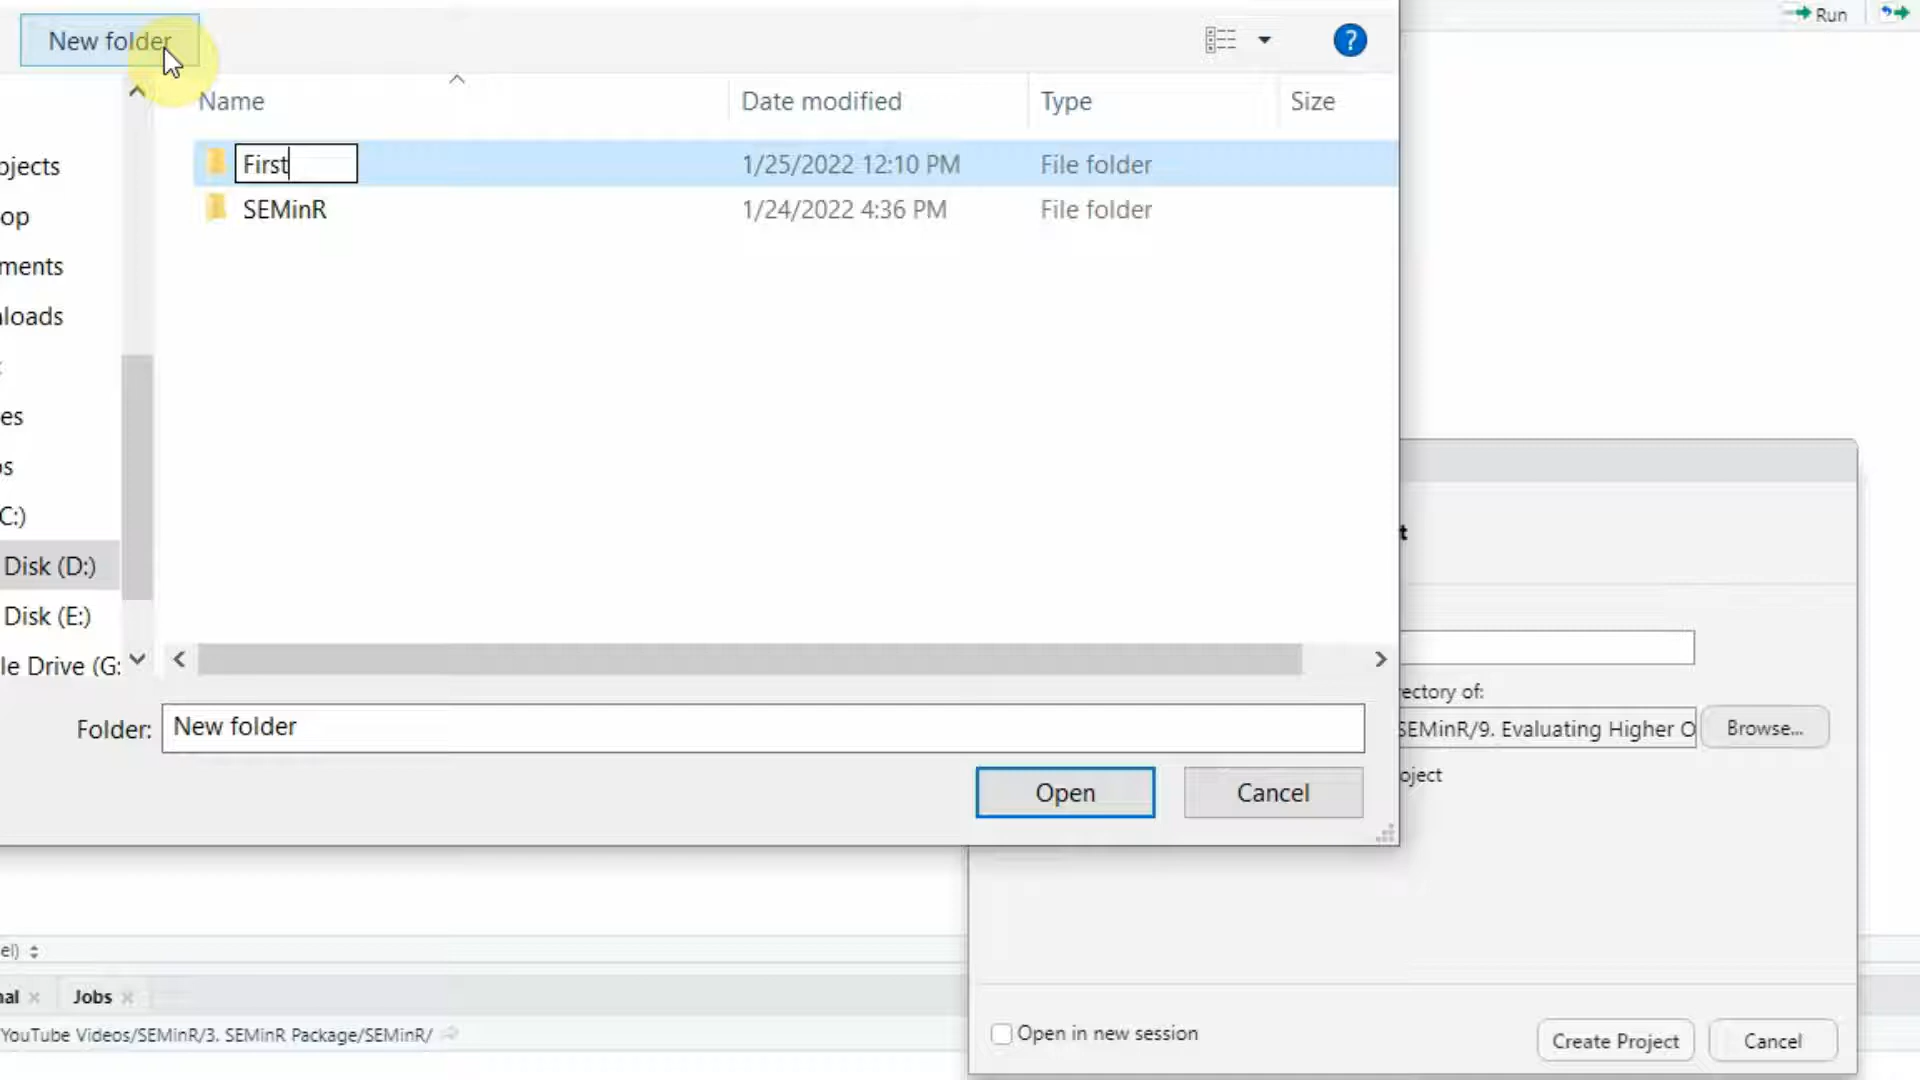 Run
New folder
Name Date modified Type Size
ojects
First 1/25/2022 12:10 PM File folder
op
SEMinR 1/24/2022 4:36 PM File folder
ments
loads
es
os
C:)
Disk (D:)
Disk (E:)
le Drive (G:
Folder: New folder
Open Cancel
t
ectory of:
SEMinR/9. Evaluating Higher O Browse...
oject
el)
nal Jobs
YouTube Videos/SEMinR/3. SEMinR Package/SEMinR/
Open in new session
Create Project Cancel